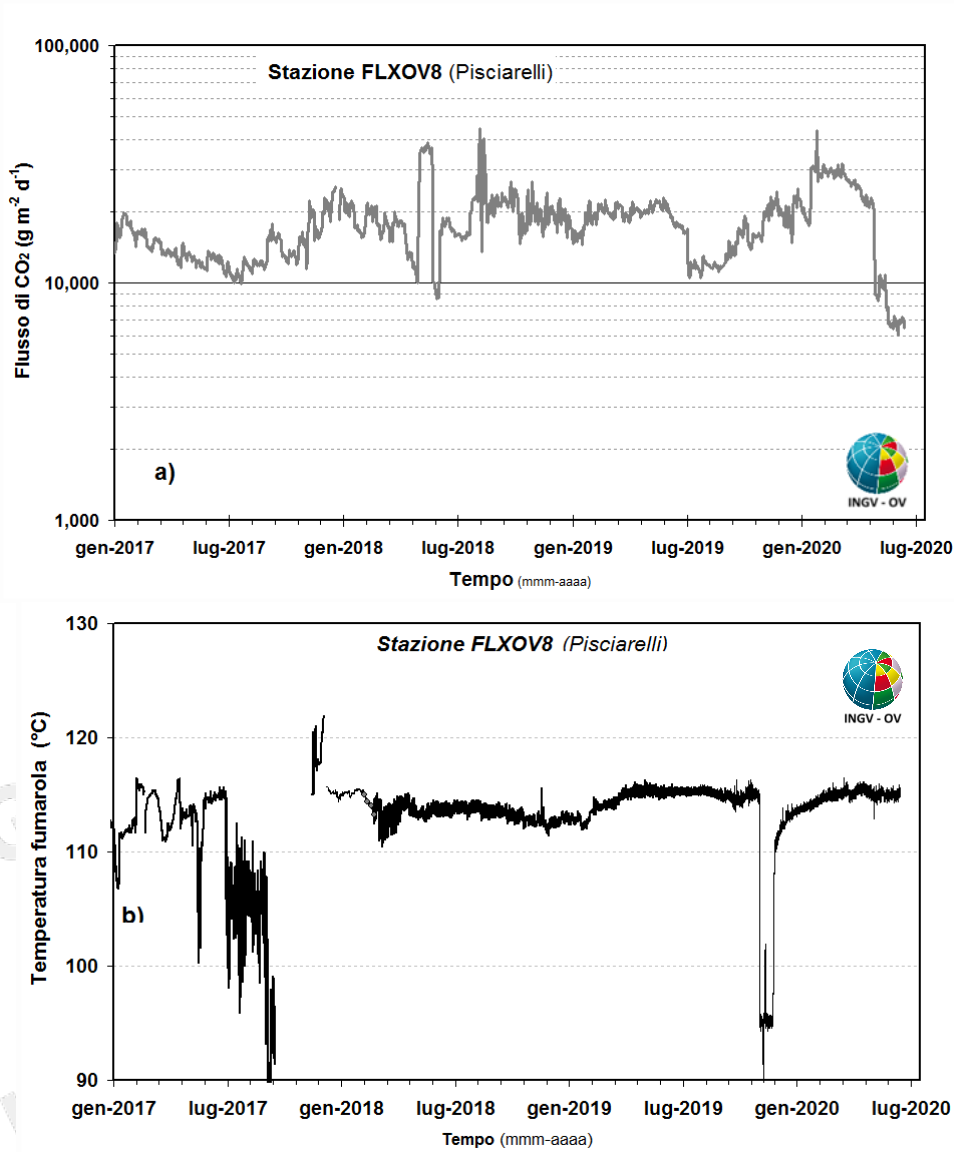 Stazione FLXOV8 (Pisciarelli)
100,000
10,000
1,000
Flusso di CO2 (g m-2 d-1)
a)
INGV - OV
gen-2017 lug-2017 gen-2018 lug-2018 gen-2019 lug-2019 gen-2020 lug-2020
Tempo (mmm-aaaa)
Stazione FLXOV8 (Pisciarelli)
130
120
110
100
90
Temperatura fumarola (°C)
b)
INGV - OV
gen-2017 lug-2017 gen-2018 lug-2018 gen-2019 lug-2019 gen-2020 lug-2020
Tempo (mmm-aaaa)